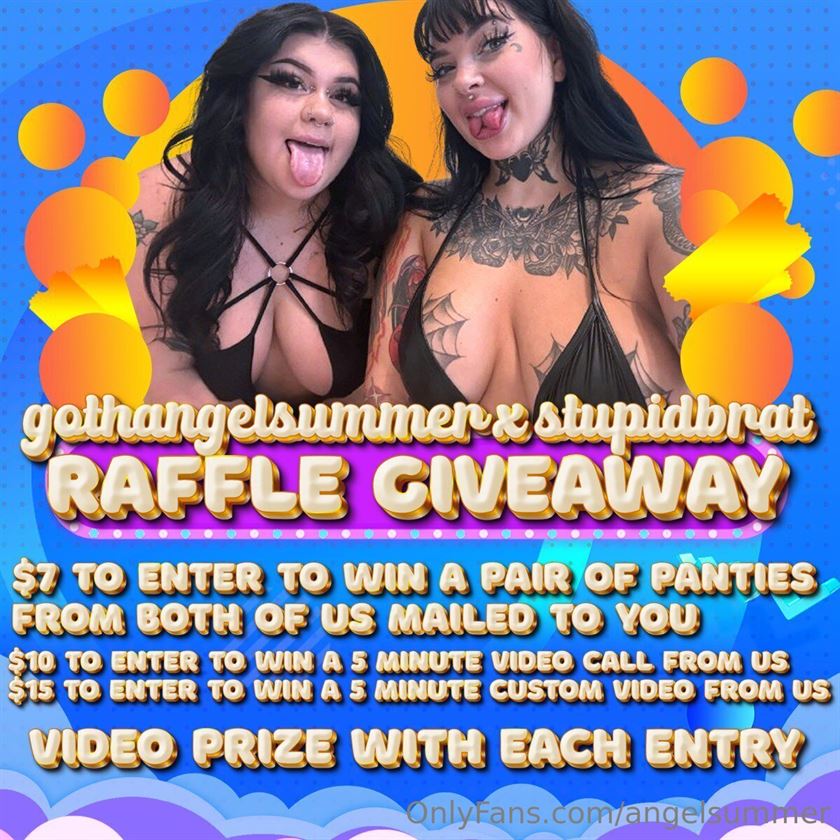 gothangelsummer x stupidbrat
RAFFLE GIVEAWAY
$7 TO ENTER TO WIN A PAIR OF PANTIES
FROM BOTH OF US MAILED TO YOU
$10 TO ENTER TO WIN A 5 MINUTE VIDEO CALL FROM US
$15 TO ENTER TO WIN A 5 MINUTE CUSTOM VIDEO FROM US
VIDEO PRIZE WITH EACH ENTRY
OnlyFans.com/angelsummer